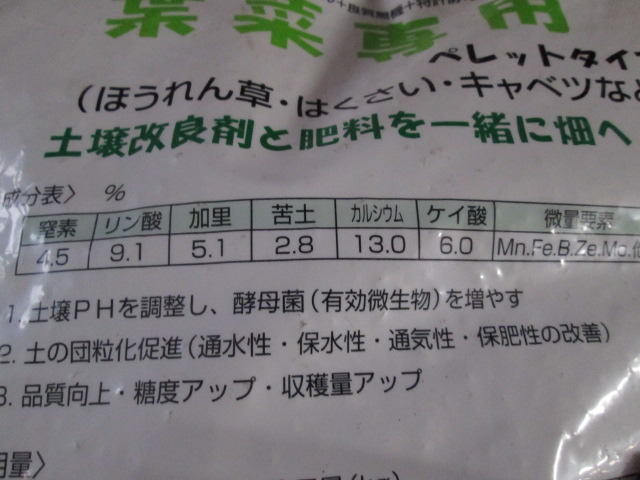 葉菜専用
ペレットタイ
(ほうれん草・はくさい・キャベツなど
土壌改良剤と肥料を一緒に畑へ
成分表〉 %
窒素 リン酸 加里 苦土 カルシウム ケイ酸 微量要素
4.5 9.1 5.1 2.8 13.0 6.0 Mn.Fe.B.Ze.Mo.他
1. 土壌PHを調整し、酵母菌(有効微生物)を増やす
2. 土の団粒化促進(通水性・保水性・通気性・保肥性の改善)
3. 品質向上・糖度アップ・収穫量アップ
用量〉
(kg)